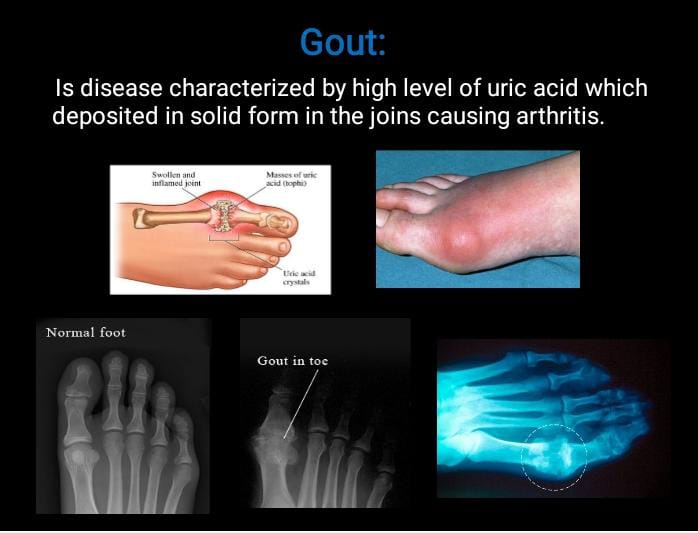 Gout:
Is disease characterized by high level of uric acid which
deposited in solid form in the joins causing arthritis.
Swollen and
inflamed joint
Masses of uric
acid (tophi)
Uric acid
crystals
Normal foot
Gout in toe